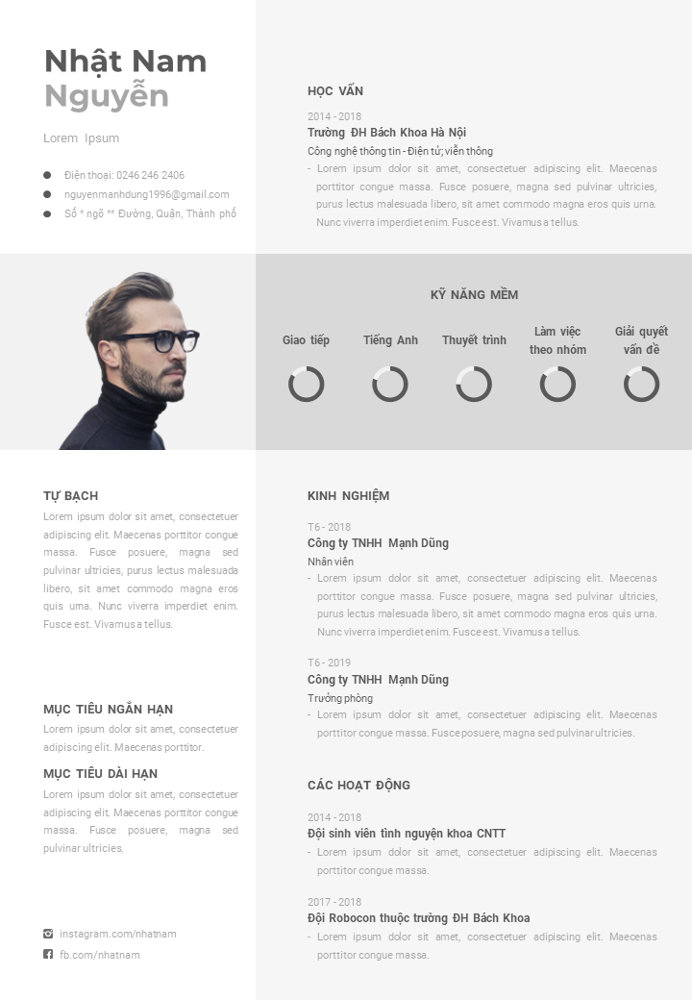 Nhật Nam
Nguyễn
Lorem Ipsum
Điện thoại: 0246 246 2406
nguyenmanhdung1996@gmail.com
Số * ngõ ** Đường, Quận, Thành phố
HỌC VẤN
2014 - 2018
Trường ĐH Bách Khoa Hà Nội
Công nghệ thông tin - Điện tử; viễn thông
- Lorem ipsum dolor sit amet, consectetuer adipiscing elit. Maecenas
porttitor congue massa. Fusce posuere, magna sed pulvinar ultricies,
purus lectus malesuada libero, sit amet commodo magna eros quis urna.
Nunc viverra imperdiet enim. Fusce est. Vivamus a tellus.
KỸ NĂNG MỀM
Giao tiếp
Tiếng Anh
Thuyết trình
Làm việc
theo nhóm
Giải quyết
vấn đề
TỰ BẠCH
Lorem ipsum dolor sit amet, consectetuer
adipiscing elit. Maecenas porttitor congue
massa. Fusce posuere, magna sed
pulvinar ultricies, purus lectus malesuada
libero, sit amet commodo magna eros
quis urna. Nunc viverra imperdiet enim.
Fusce est. Vivamus a tellus.
MỤC TIÊU NGẮN HẠN
Lorem ipsum dolor sit amet, consectetuer
adipiscing elit. Maecenas porttitor.
MỤC TIÊU DÀI HẠN
Lorem ipsum dolor sit amet, consectetuer
adipiscing elit. Maecenas porttitor congue
massa. Fusce posuere, magna sed
pulvinar ultricies.
instagram.com/nhatnam
fb.com/nhatnam
KINH NGHIỆM
T6 - 2018
Công ty TNHH Mạnh Dũng
Nhân viên
- Lorem ipsum dolor sit amet, consectetuer adipiscing elit. Maecenas
porttitor congue massa. Fusce posuere, magna sed pulvinar ultricies,
purus lectus malesuada libero, sit amet commodo magna eros quis urna.
Nunc viverra imperdiet enim. Fusce est. Vivamus a tellus.
T6 - 2019
Công ty TNHH Mạnh Dũng
Trưởng phòng
- Lorem ipsum dolor sit amet, consectetuer adipiscing elit. Maecenas
porttitor congue massa. Fusce posuere, magna sed pulvinar ultricies.
CÁC HOẠT ĐỘNG
2014 - 2018
Đội sinh viên tình nguyện khoa CNTT
- Lorem ipsum dolor sit amet, consectetuer adipiscing elit. Maecenas
porttitor congue massa.
2017 - 2018
Đội Robocon thuộc trường ĐH Bách Khoa
- Lorem ipsum dolor sit amet, consectetuer adipiscing elit. Maecenas
porttitor congue massa.